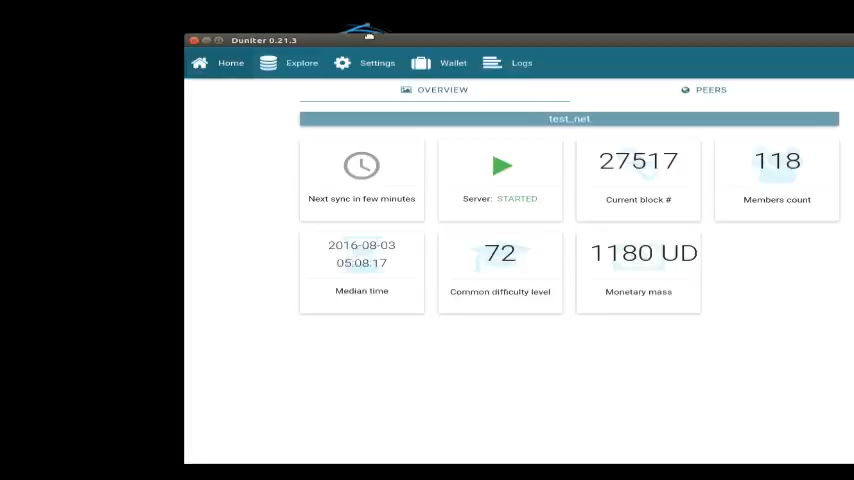 Duniter 0.21.3
Home Explore Settings Wallet Logs
OVERVIEW PEERS
test_net
27517 118
Next sync in few minutes Server: STARTED Current block # Members count
2016-08-03
05:08:17
72 1180 UD
Median time Common difficulty level Monetary mass